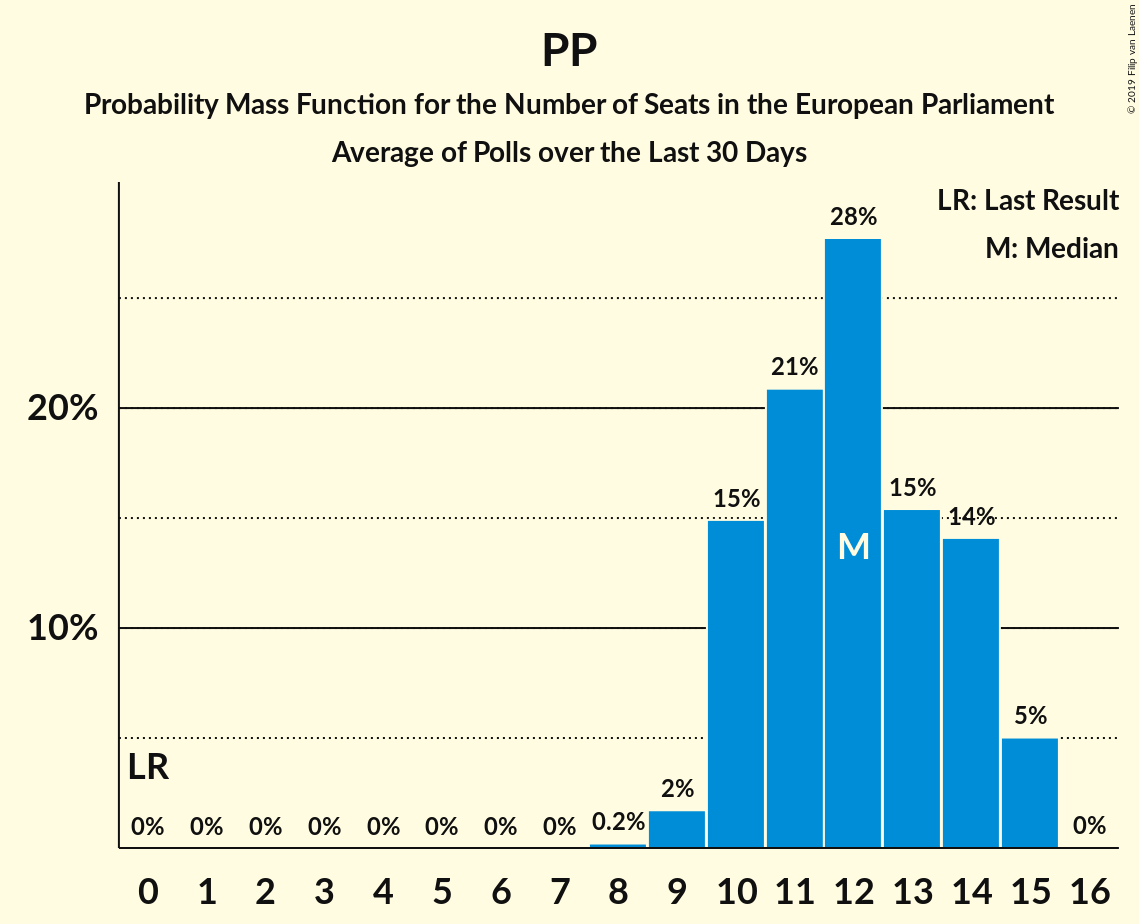 PP
Probability Mass Function for the Number of Seats in the European Parliament
Average of Polls over the Last 30 Days
© 2019 Filip van Laenen
LR: Last Result
M: Median
28%
21%
20%
15%
15%
14%
M
10%
5%
LR
2%
0% 0% 0% 0% 0% 0% 0% 0% 0.2% 0%
0 1 2 3 4 5 6 7 8 9 10 11 12 13 14 15 16